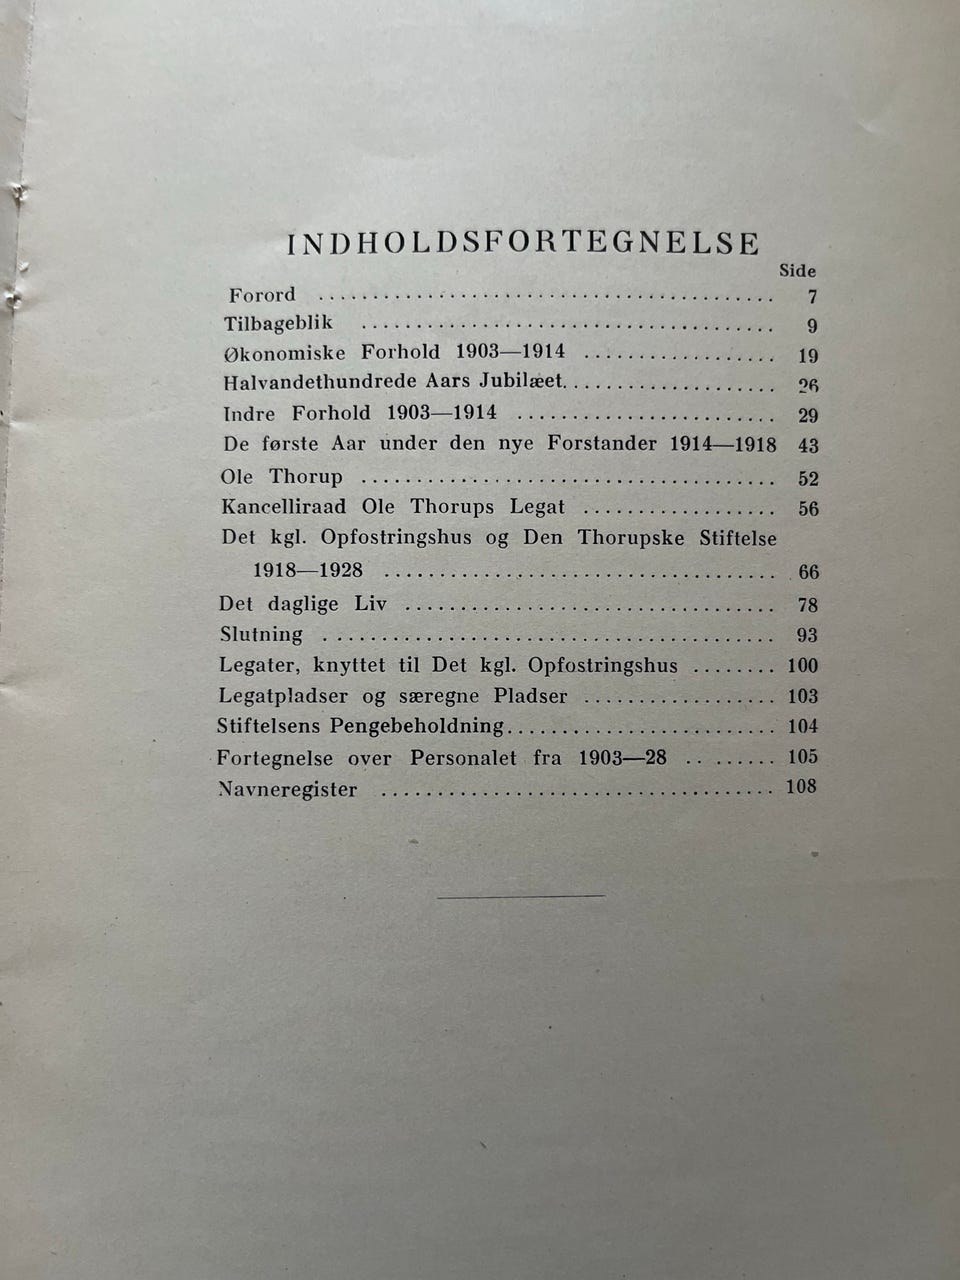 INDHOLDSFORTEGNELSE
Side
Forord ........................................ 7
Tilbageblik ..................................... 9
Økonomiske Forhold 1903—1914 .................. 19
Halvandethundrede Aars Jubilæet.................... 26
Indre Forhold 1903—1914 ........................ 29
De første Aar under den nye Forstander 1914—1918 43
Ole Thorup ..................................... 52
Kancelliraad Ole Thorups Legat .................. 56
Det kgl. Opfostringshus og Den Thorupske Stiftelse
1918—1928 .................................... 66
Det daglige Liv .................................. 78
Slutning ......................................... 93
Legater, knyttet til Det kgl. Opfostringshus ........ 100
Legatpladser og særegne Pladser .................. 103
Stiftelsens Pengebeholdning......................... 104
Fortegnelse over Personalet fra 1903—28 .. ....... 105
Navneregister .................................... 108